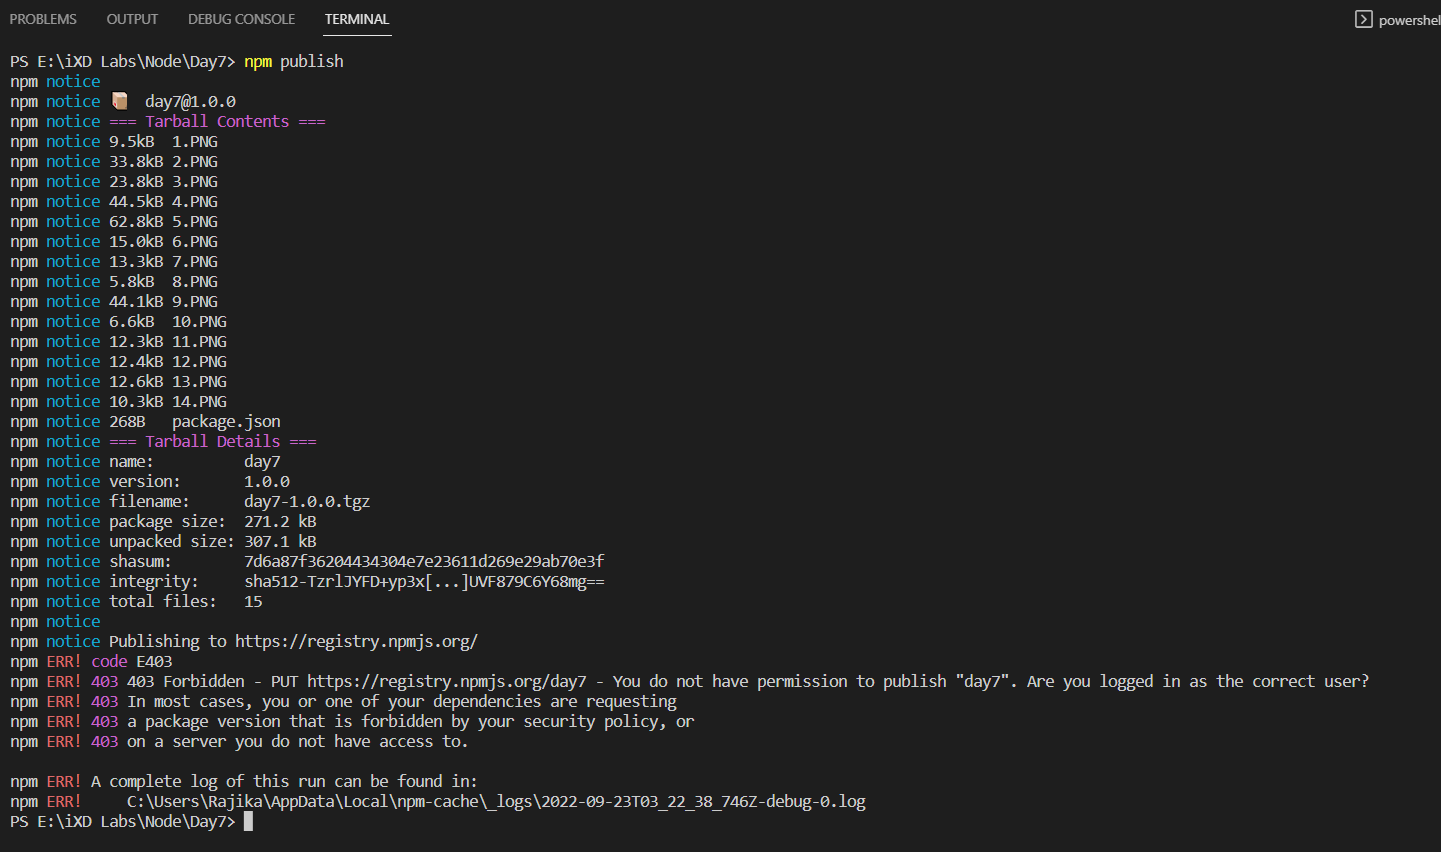 PROBLEMS OUTPUT DEBUG CONSOLE TERMINAL powershel
PS E:\iXD Labs\Node\Day7> npm publish
npm notice
npm notice 📦 day7@1.0.0
npm notice === Tarball Contents ===
npm notice 9.5kB 1.PNG
npm notice 33.8kB 2.PNG
npm notice 23.8kB 3.PNG
npm notice 44.5kB 4.PNG
npm notice 62.8kB 5.PNG
npm notice 15.0kB 6.PNG
npm notice 13.3kB 7.PNG
npm notice 5.8kB 8.PNG
npm notice 44.1kB 9.PNG
npm notice 6.6kB 10.PNG
npm notice 12.3kB 11.PNG
npm notice 12.4kB 12.PNG
npm notice 12.6kB 13.PNG
npm notice 10.3kB 14.PNG
npm notice 268B package.json
npm notice === Tarball Details ===
npm notice name: day7
npm notice version: 1.0.0
npm notice filename: day7-1.0.0.tgz
npm notice package size: 271.2 kB
npm notice unpacked size: 307.1 kB
npm notice shasum: 7d6a87f36204434304e7e23611d269e29ab70e3f
npm notice integrity: sha512-TzrlJYFD+yp3x[...]UVF879C6Y68mg==
npm notice total files: 15
npm notice
npm notice Publishing to https://registry.npmjs.org/
npm ERR! code E403
npm ERR! 403 403 Forbidden - PUT https://registry.npmjs.org/day7 - You do not have permission to publish "day7". Are you logged in as the correct user?
npm ERR! 403 In most cases, you or one of your dependencies are requesting
npm ERR! 403 a package version that is forbidden by your security policy, or
npm ERR! 403 on a server you do not have access to.
npm ERR! A complete log of this run can be found in:
npm ERR! C:\Users\Rajika\AppData\Local\npm-cache\_logs\2022-09-23T03_22_38_746Z-debug-0.log
PS E:\iXD Labs\Node\Day7>